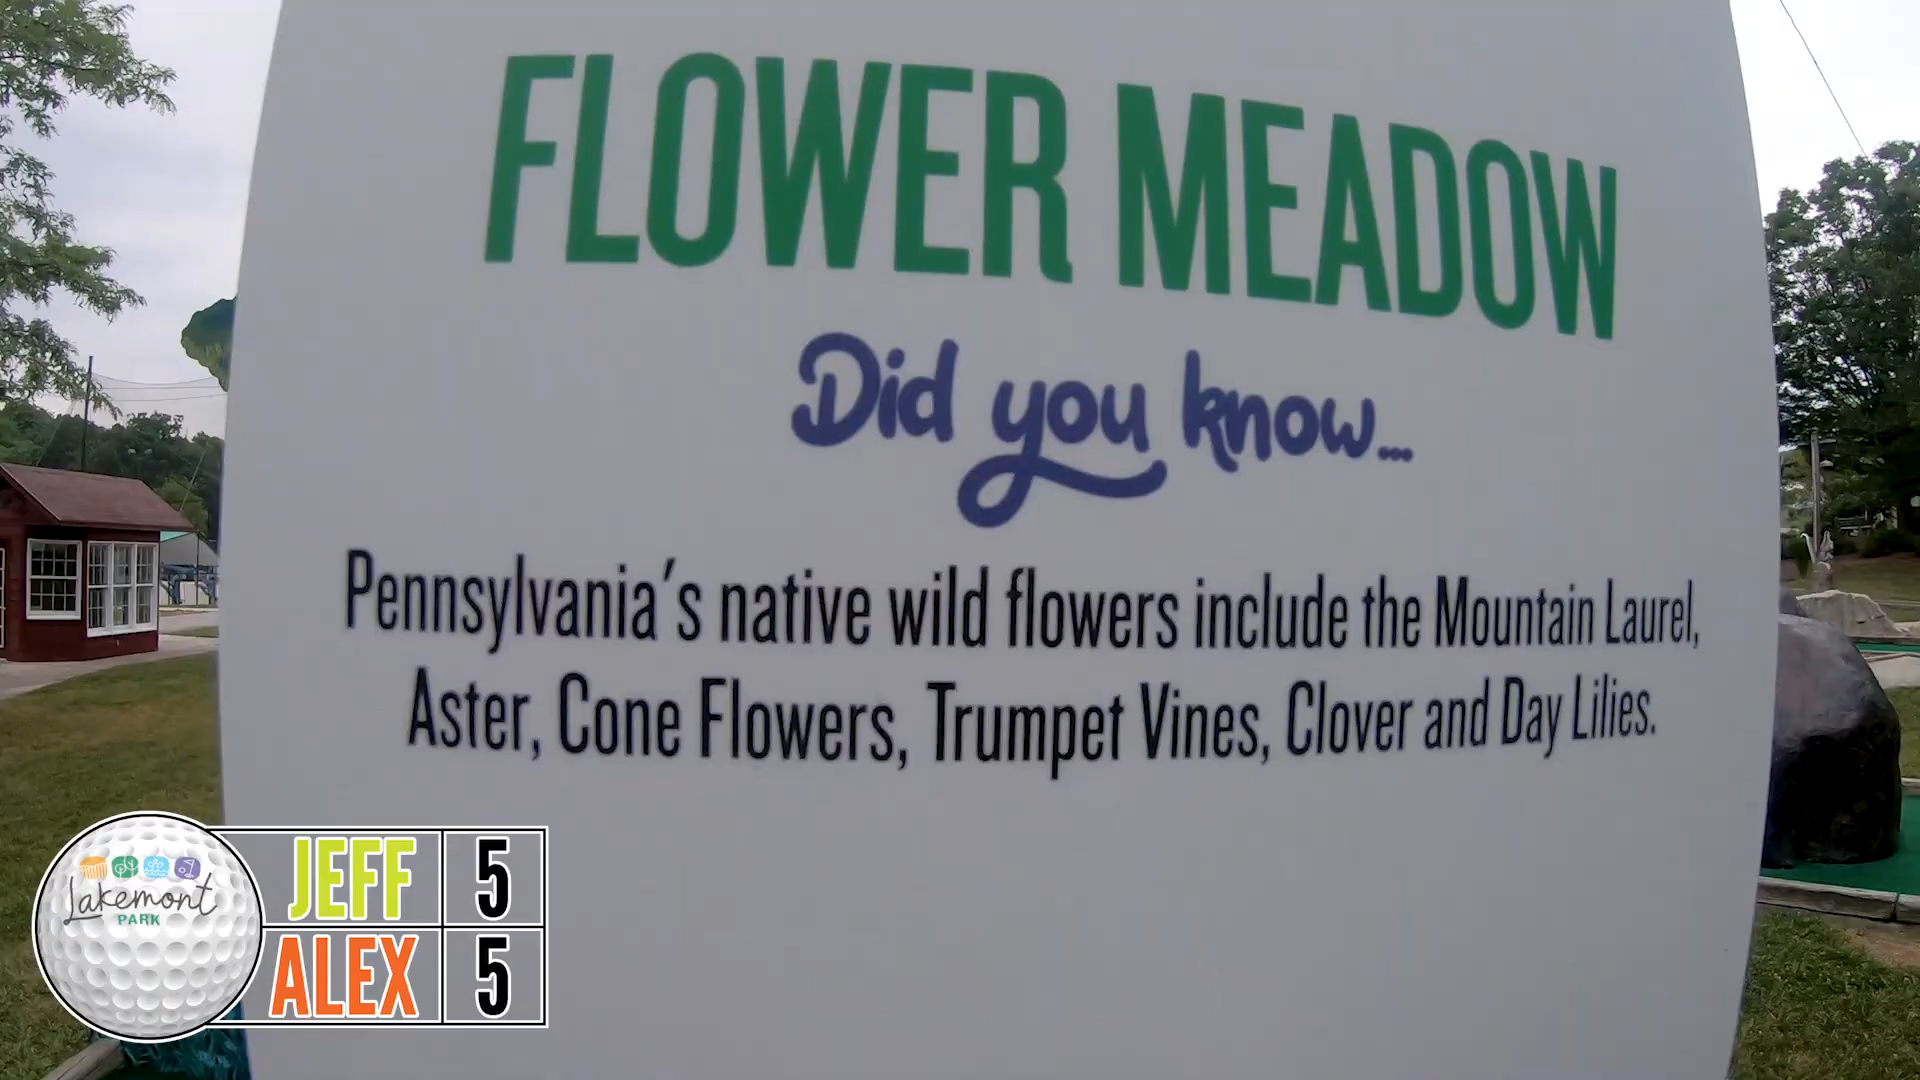 FLOWER MEADOW
Did you know...
Pennsylvania's native wild flowers include the Mountain Laurel,
Aster, Cone Flowers, Trumpet Vines, Clover and Day Lilies.
Lakemont
PARK
JEFF 5
ALEX 5